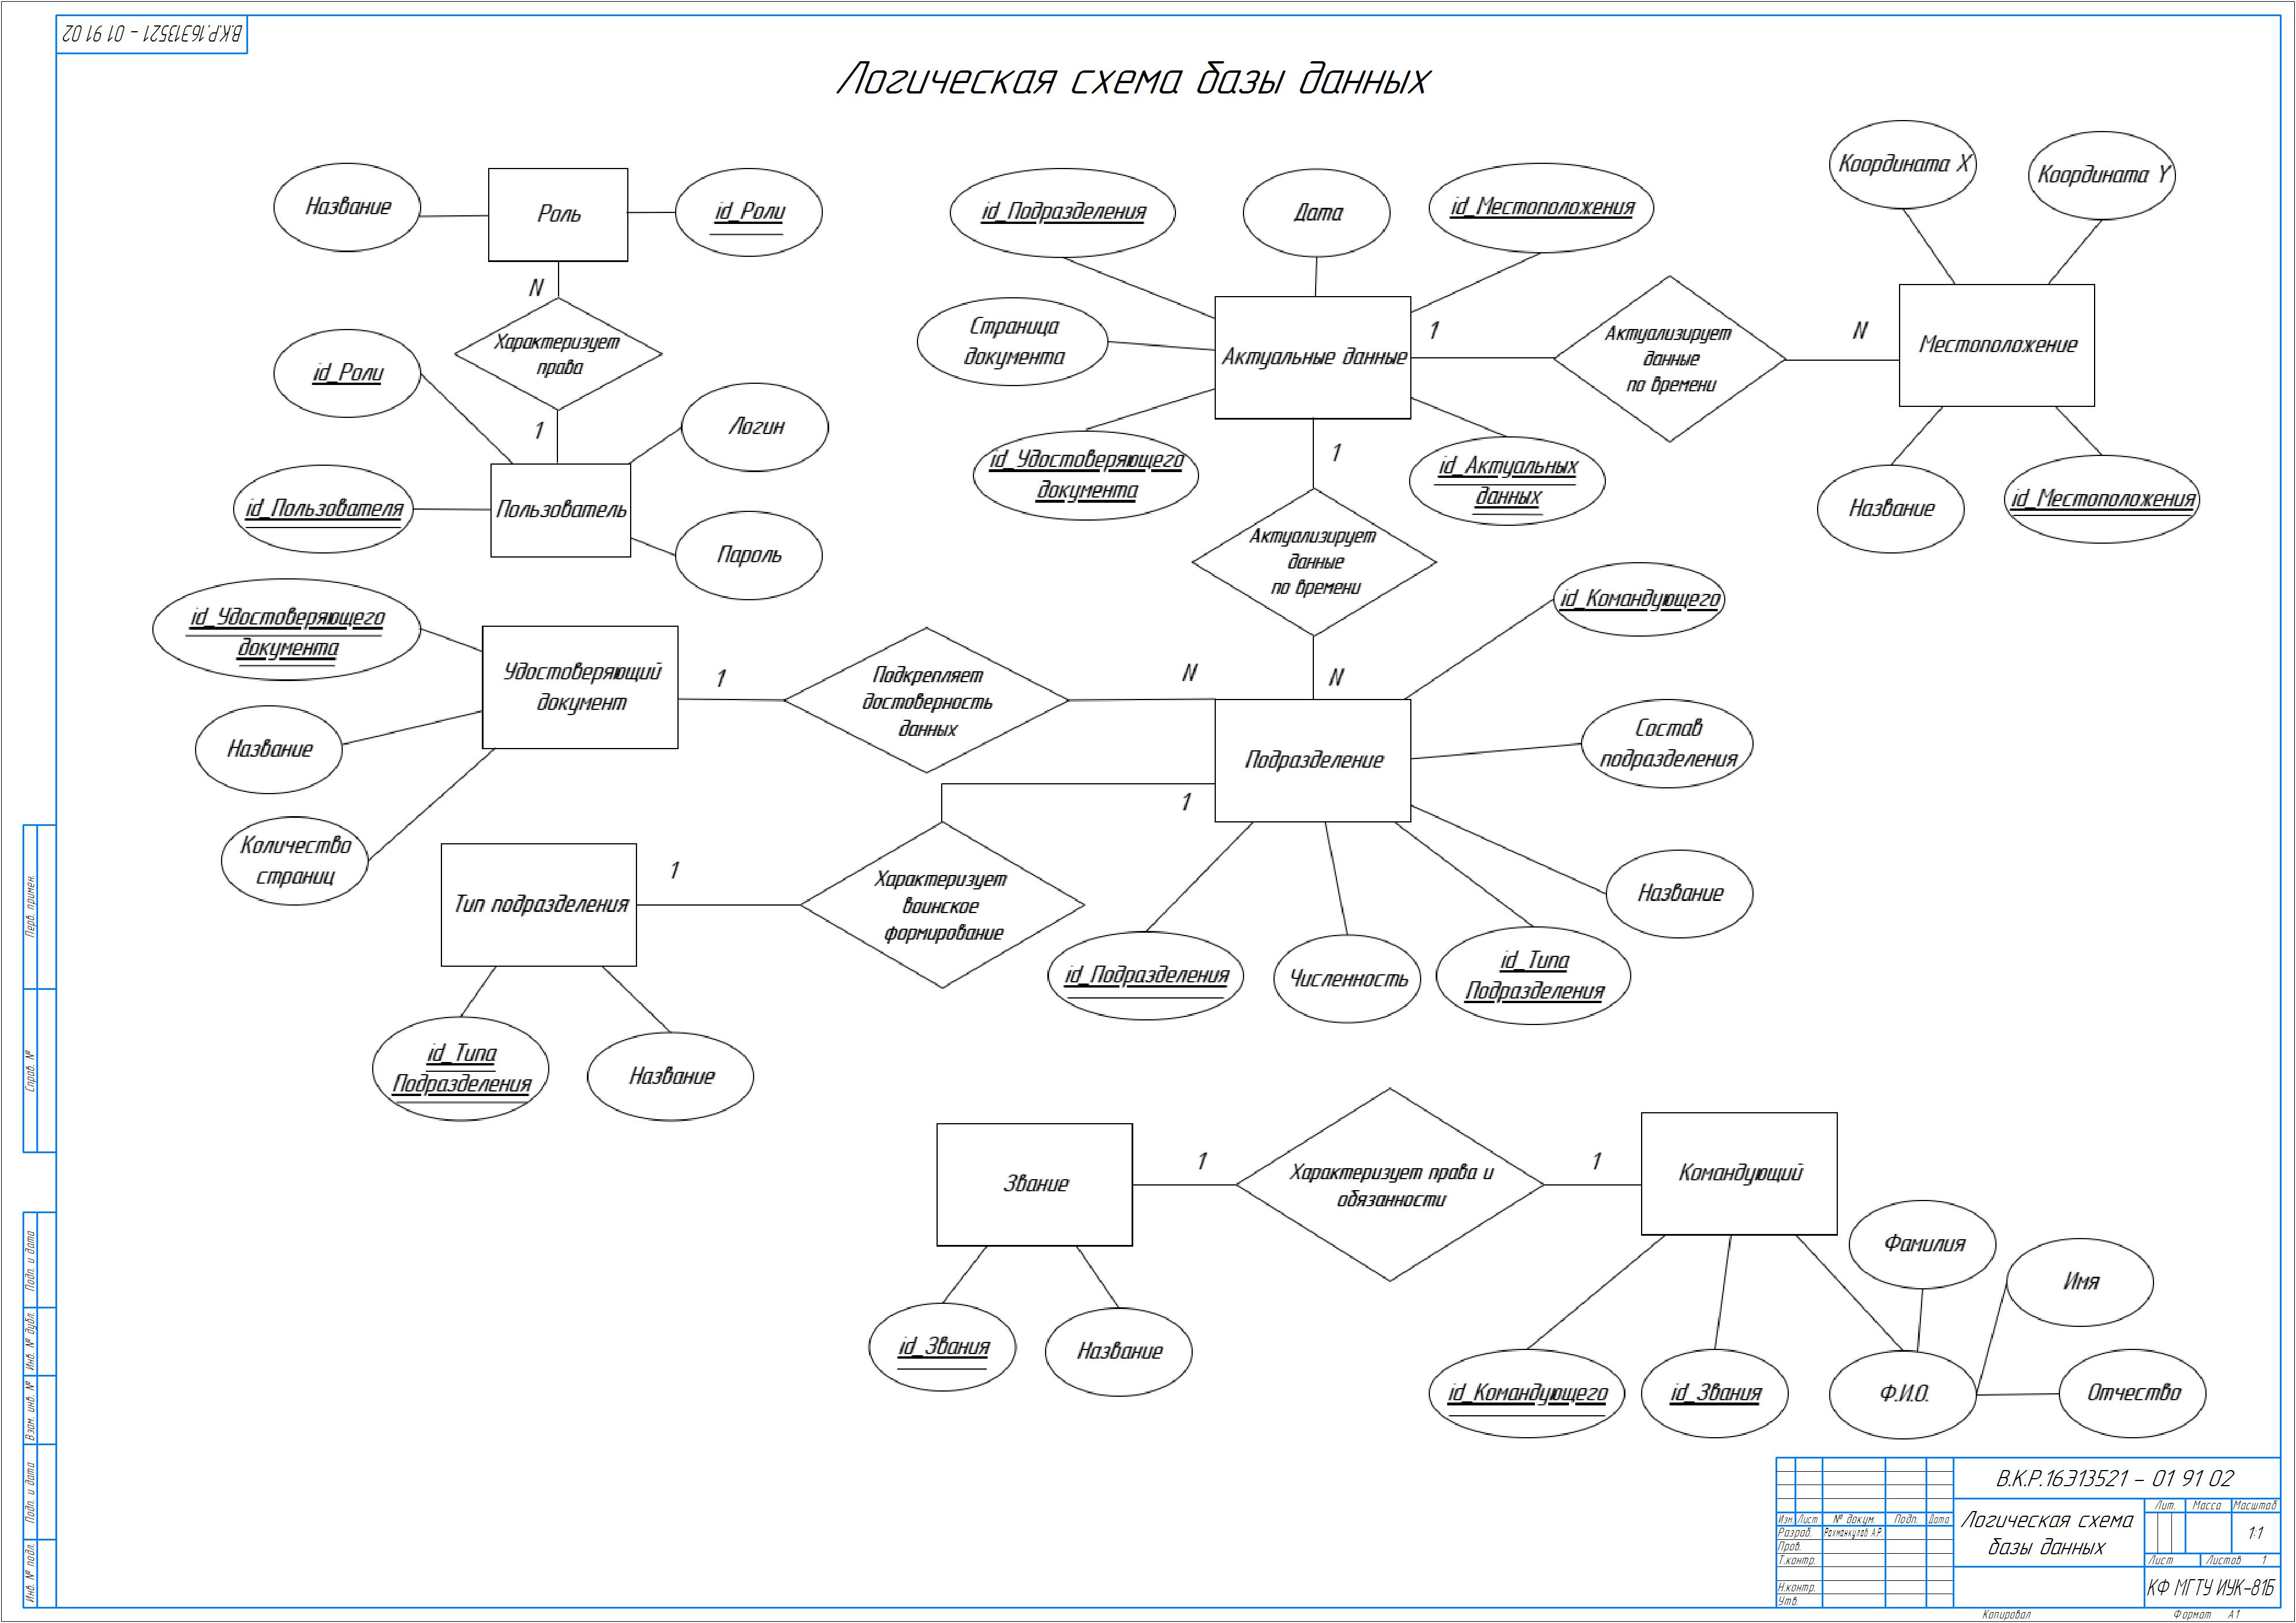 В.К.Р.16Э13521 - 01 91 02
Логическая схема базы данных
Название
Роль
id_Роли
N
Характеризует
права
1
id_Роли
Логин
id_Пользователя
Пользователь
Пароль
id_Подразделения
Дата
id_Местоположения
Страница
документа
Актуальные данные
id_Удостоверяющего
документа
id_Актуальных
данных
1
Актуализирует
данные
по времени
N
Координата X
Координата Y
Местоположение
Название
id_Местоположения
1
Актуализирует
данные
по времени
N
id_Удостоверяющего
документа
Удостоверяющий
документ
Название
Количество
страниц
1
Подкрепляет
достоверность
данных
N
id_Командующего
Состав
подразделения
Подразделение
Название
id_Подразделения
Численность
id_Типа
Подразделения
1
Тип подразделения
1
Характеризует
воинское
формирование
id_Типа
Подразделения
Название
Звание
1
Характеризует права и
обязанности
1
Командующий
id_Звания
Название
id_Командующего
id_Звания
Ф.И.О.
Фамилия
Имя
Отчество
Перв. примен.
Справ. №
Подп. и дата
Инв. № дубл.
Взам. инв. №
Подп. и дата
Инв. № подл.
В.К.Р.16Э13521 - 01 91 02
Изм. Лист № докум. Подп. Дата
Разраб. Рахманкулов А.Р.
Пров.
Т.контр.
Н.контр.
Утв.
Логическая схема
базы данных
Лит. Масса Масштаб
1:1
Лист Листов 1
КФ МГТУ ИУК-81Б
Копировал Формат А1